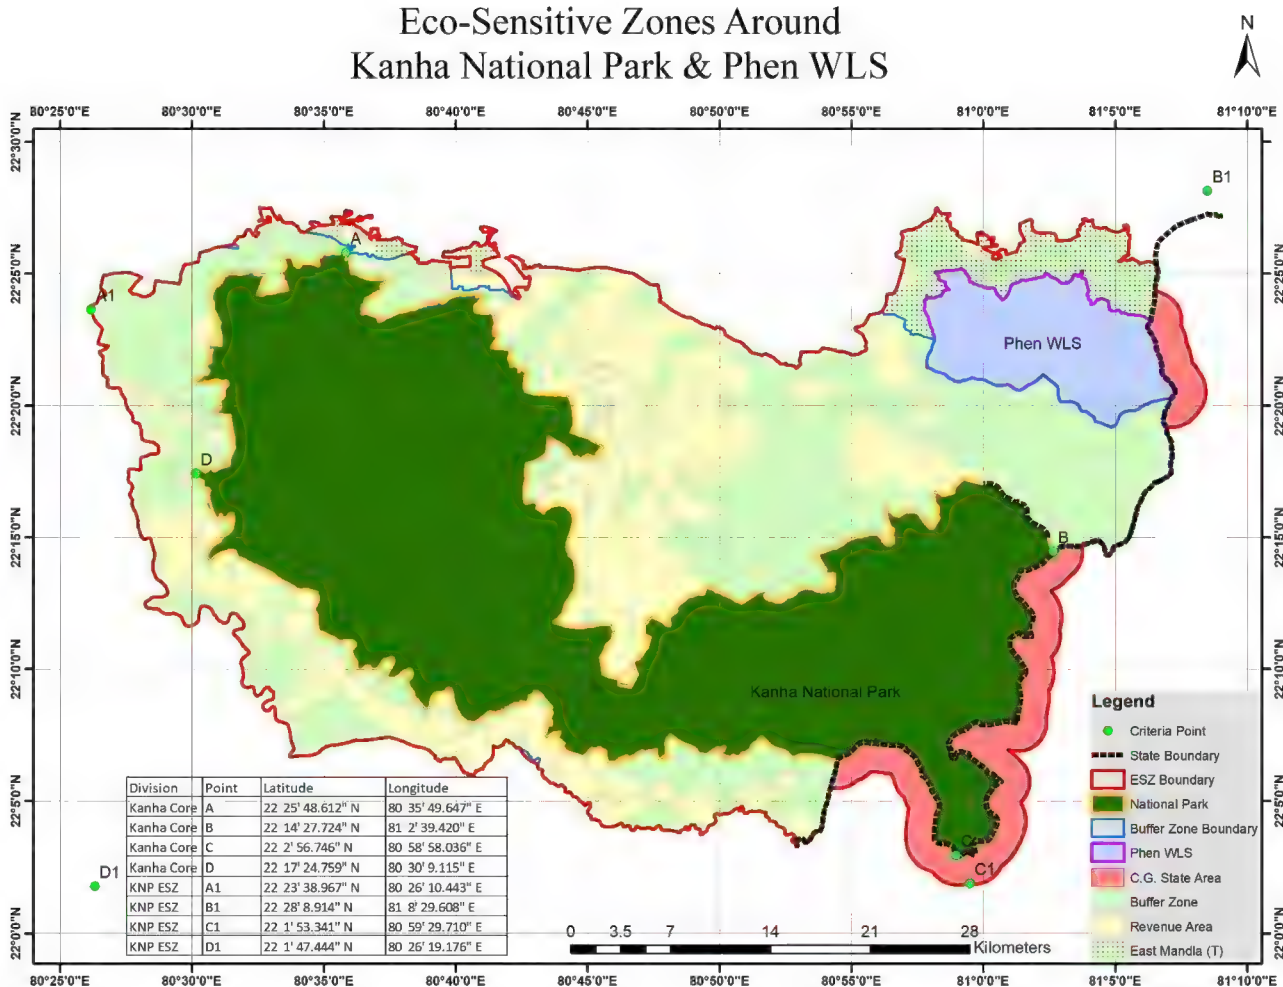 Eco-Sensitive Zones Around
Kanha National Park & Phen WLS
N
80°25'0"E 80°30'0"E 80°35'0"E 80°40'0"E 80°45'0"E 80°50'0"E 80°55'0"E 81°0'0"E 81°5'0"E 81°10'0"E
22°30'0"N 22°30'0"N
B1
A
22°25'0"N 22°25'0"N
A1
Phen WLS
22°20'0"N 22°20'0"N
D
22°15'0"N B 22°15'0"N
22°10'0"N 22°10'0"N
Kanha National Park
Legend
Criteria Point
State Boundary
ESZ Boundary
National Park
Buffer Zone Boundary
Phen WLS
C.G. State Area
Buffer Zone
Revenue Area
East Mandla (T)
22°5'0"N 22°5'0"N
Division Point Latitude Longitude
Kanha Core A 22 25' 48.612" N 80 35' 49.647" E
Kanha Core B 22 14' 27.724" N 81 2' 39.420" E
Kanha Core C 22 2' 56.746" N 80 58' 58.036" E
Kanha Core D 22 17' 24.759" N 80 30' 9.115" E
KNP ESZ A1 22 23' 38.967" N 80 26' 10.443" E
KNP ESZ B1 22 28' 8.914" N 81 8' 29.608" E
KNP ESZ C1 22 1' 53.341" N 80 59' 29.710" E
KNP ESZ D1 22 1' 47.444" N 80 26' 19.176" E
C
C1
D1
0 3.5 7 14 21 28
Kilometers
22°0'0"N 22°0'0"N
80°25'0"E 80°30'0"E 80°35'0"E 80°40'0"E 80°45'0"E 80°50'0"E 80°55'0"E 81°0'0"E 81°5'0"E 81°10'0"E